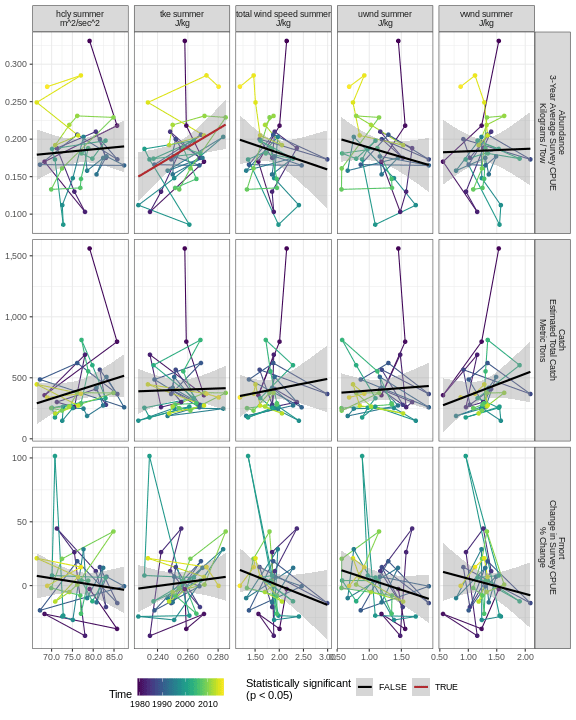 hcly summer
m^2/sec^2
tke summer
J/kg
total wind speed summer
J/kg
uwnd summer
J/kg
vwnd summer
J/kg
0.300
0.250
0.200
0.150
0.100
Abundance
3-Year Average Survey CPUE
Kilograms / Tow
1,500
1,000
500
0
Catch
Estimated Total Catch
Metric Tons
100
50
0
Fmort
Change in Survey CPUE
% Change
70.0 75.0 80.0 85.0
0.240 0.260 0.280
1.50 2.00 2.50 3.00
0.50 1.00 1.50
0.50 1.00 1.50 2.00
Time
1980 1990 2000 2010
Statistically significant
(p < 0.05)
FALSE
TRUE